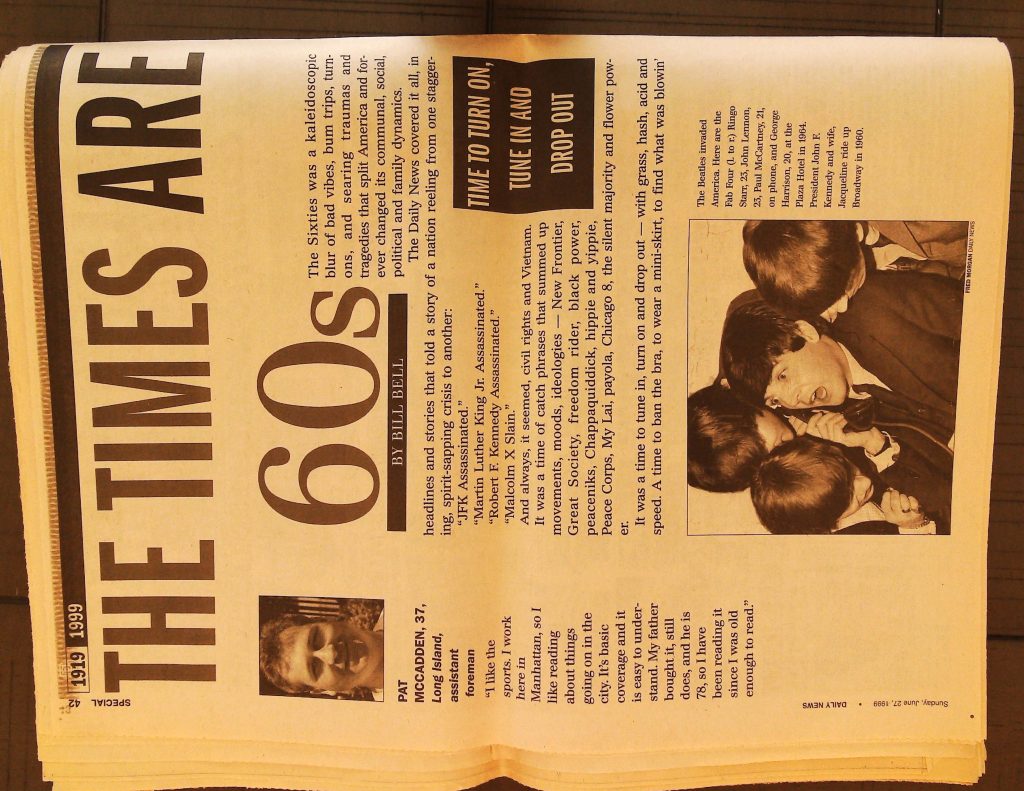 1919 1999
THE TIMES ARE
60s
BY BILL BELL
The Sixties was a kaleidoscopic
blur of bad vibes, bum trips, turn-
ons, and searing traumas and
tragedies that split America and for-
ever changed its communal, social,
political and family dynamics.
The Daily News covered it all, in
headlines and stories that told a story of a nation reeling from one stagger-
ing, spirit-sapping crisis to another:
"JFK Assassinated."
"Martin Luther King Jr. Assassinated."
"Robert F. Kennedy Assassinated."
"Malcolm X Slain."
And always, it seemed, civil rights and Vietnam.
It was a time of catch phrases that summed up
movements, moods, ideologies — New Frontier,
Great Society, freedom rider, black power,
peaceniks, Chappaquiddick, hippie and yippie,
Peace Corps, My Lai, payola, Chicago 8, the silent majority and flower pow-
er.
It was a time to tune in, turn on and drop out — with grass, hash, acid and
speed. A time to ban the bra, to wear a mini-skirt, to find what was blowin'
TIME TO TURN ON,
TUNE IN AND
DROP OUT
PAT
MCCADDEN, 37,
Long Island,
assistant
foreman
"I like the
sports. I work
here in
Manhattan, so I
like reading
about things
going on in the
city. It's basic
coverage and it
is easy to under-
stand. My father
bought it, still
does, and he is
78, so I have
been reading it
since I was old
enough to read."
The Beatles invaded
America. Here are the
Fab Four (l. to r.) Ringo
Starr, 23, John Lennon,
23, Paul McCartney, 21,
on phone, and George
Harrison, 20, at the
Plaza Hotel in 1964.
President John F.
Kennedy and wife,
Jacqueline ride up
Broadway in 1960.
FRED MORGAN DAILY NEWS
42
SPECIAL
DAILY NEWS • Sunday, June 27, 1999